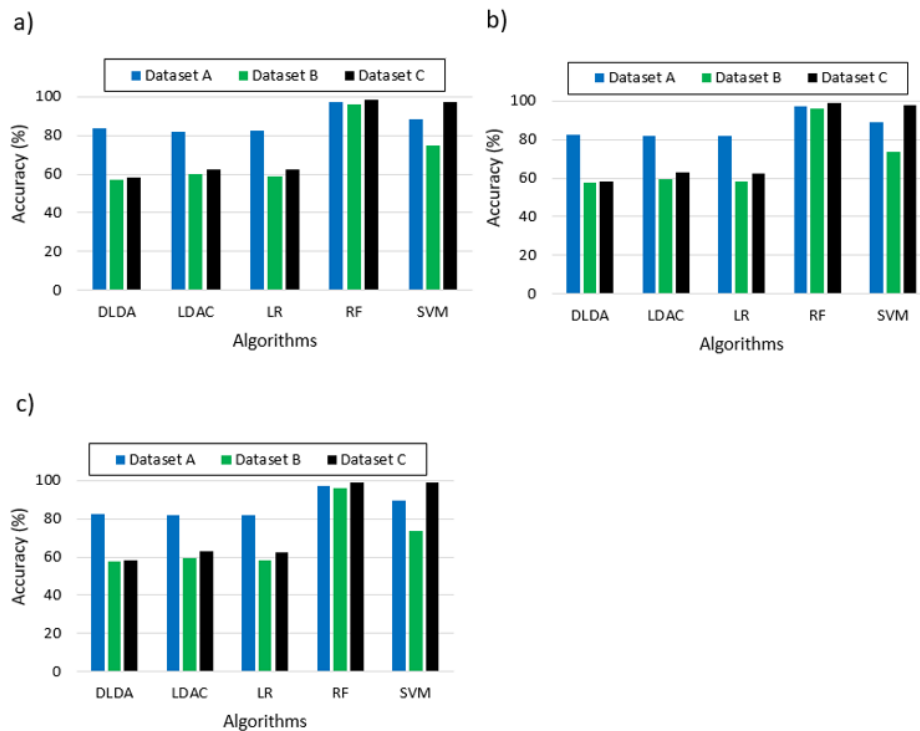 a)
Dataset A Dataset B Dataset C
100
80
60
40
20
0
Accuracy (%)
DLDA LDAC LR RF SVM
Algorithms
b)
Dataset A Dataset B Dataset C
100
80
60
40
20
0
Accuracy (%)
DLDA LDAC LR RF SVM
Algorithms
c)
Dataset A Dataset B Dataset C
100
80
60
40
20
0
Accuracy (%)
DLDA LDAC LR RF SVM
Algorithms